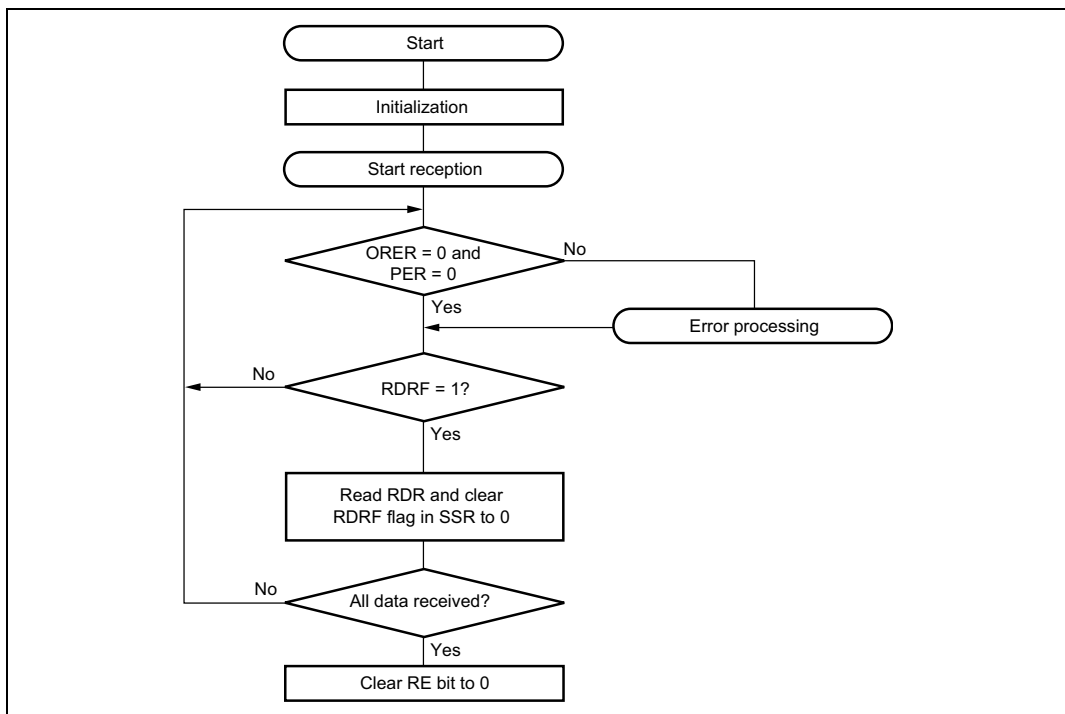 Start
Initialization
Start reception
ORER = 0 and
PER = 0
No
Yes
Error processing
No
RDRF = 1?
Yes
Read RDR and clear
RDRF flag in SSR to 0
No
All data received?
Yes
Clear RE bit to 0